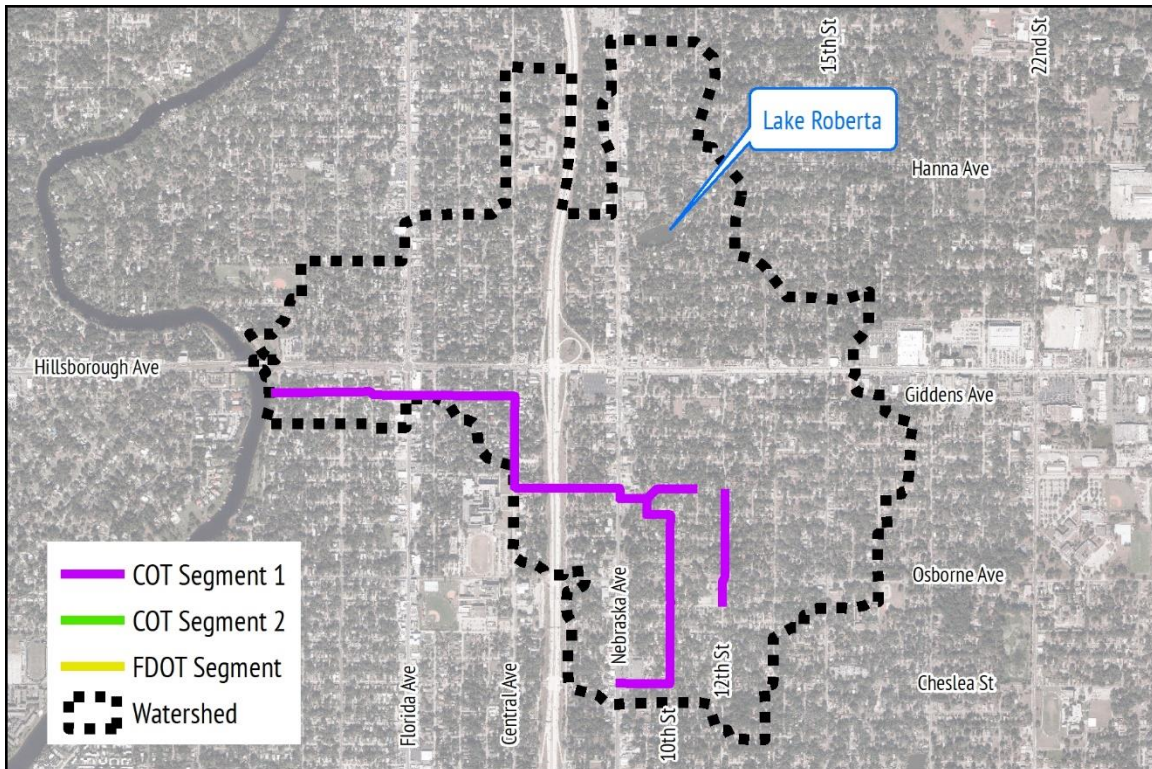 15th St
22nd St
Lake Roberta
Hanna Ave
Hillsborough Ave
Giddens Ave
Osborne Ave
Nebraska Ave
12th St
Cheslea St
Florida Ave
Central Ave
10th St
COT Segment 1
COT Segment 2
FDOT Segment
Watershed